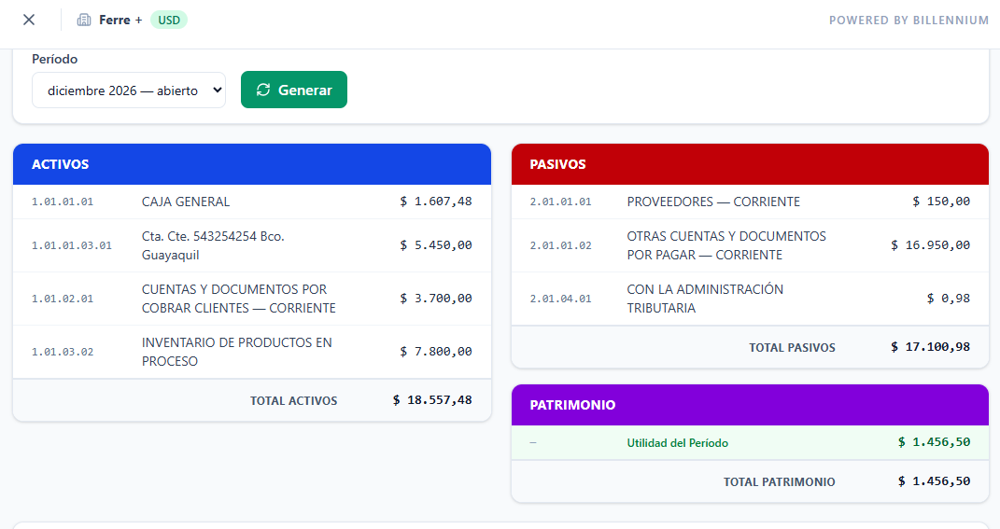 Ferre + USD
POWERED BY BILLENNIUM
Período
diciembre 2026 — abierto
Generar
ACTIVOS
1.01.01.01 CAJA GENERAL $ 1.607,48
1.01.01.03.01 Cta. Cte. 543254254 Bco. Guayaquil $ 5.450,00
1.01.02.01 CUENTAS Y DOCUMENTOS POR COBRAR CLIENTES — CORRIENTE $ 3.700,00
1.01.03.02 INVENTARIO DE PRODUCTOS EN PROCESO $ 7.800,00
TOTAL ACTIVOS $ 18.557,48
PASIVOS
2.01.01.01 PROVEEDORES — CORRIENTE $ 150,00
2.01.01.02 OTRAS CUENTAS Y DOCUMENTOS POR PAGAR — CORRIENTE $ 16.950,00
2.01.04.01 CON LA ADMINISTRACIÓN TRIBUTARIA $ 0,98
TOTAL PASIVOS $ 17.100,98
PATRIMONIO
— Utilidad del Período $ 1.456,50
TOTAL PATRIMONIO $ 1.456,50